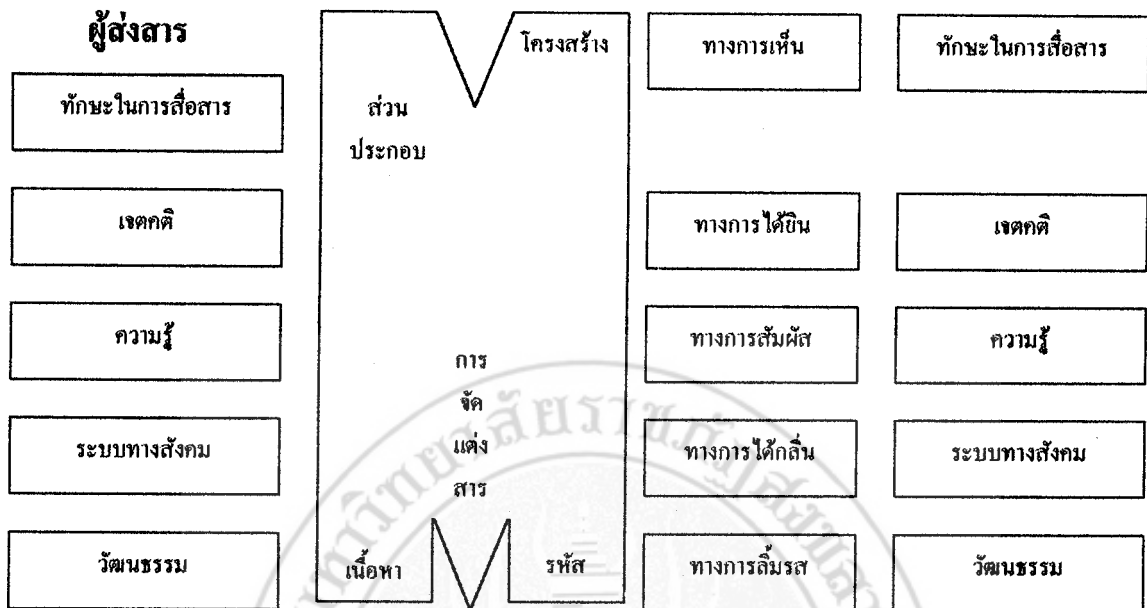 ผู้ส่งสาร
ทักษะในการสื่อสาร
เจตคติ
ความรู้
ระบบทางสังคม
วัฒนธรรม
โครงสร้าง
ส่วน
ประกอบ
การ
จัด
แต่ง
สาร
เนื้อหา
รหัส
ทางการเห็น
ทางการได้ยิน
ทางการสัมผัส
ทางการได้กลิ่น
ทางการลิ้มรส
ทักษะในการสื่อสาร
เจตคติ
ความรู้
ระบบทางสังคม
วัฒนธรรม